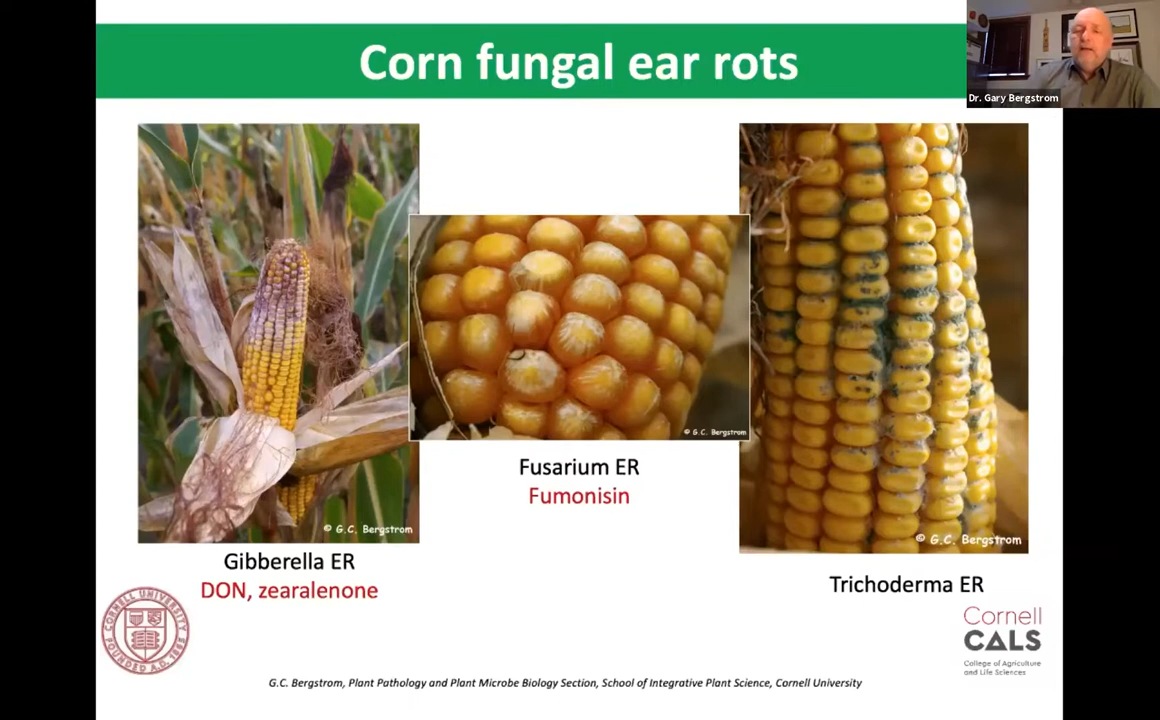 Corn fungal ear rots
Dr. Gary Bergstrom
© G.C. Bergstrom
Gibberella ER
DON, zearalenone
© G.C. Bergstrom
Fusarium ER
Fumonisin
© G.C. Bergstrom
Trichoderma ER
CORNELL UNIVERSITY
FOUNDED A.D. 1865
Cornell
CALS
College of Agriculture
and Life Sciences
G.C. Bergstrom, Plant Pathology and Plant Microbe Biology Section, School of Integrative Plant Science, Cornell University